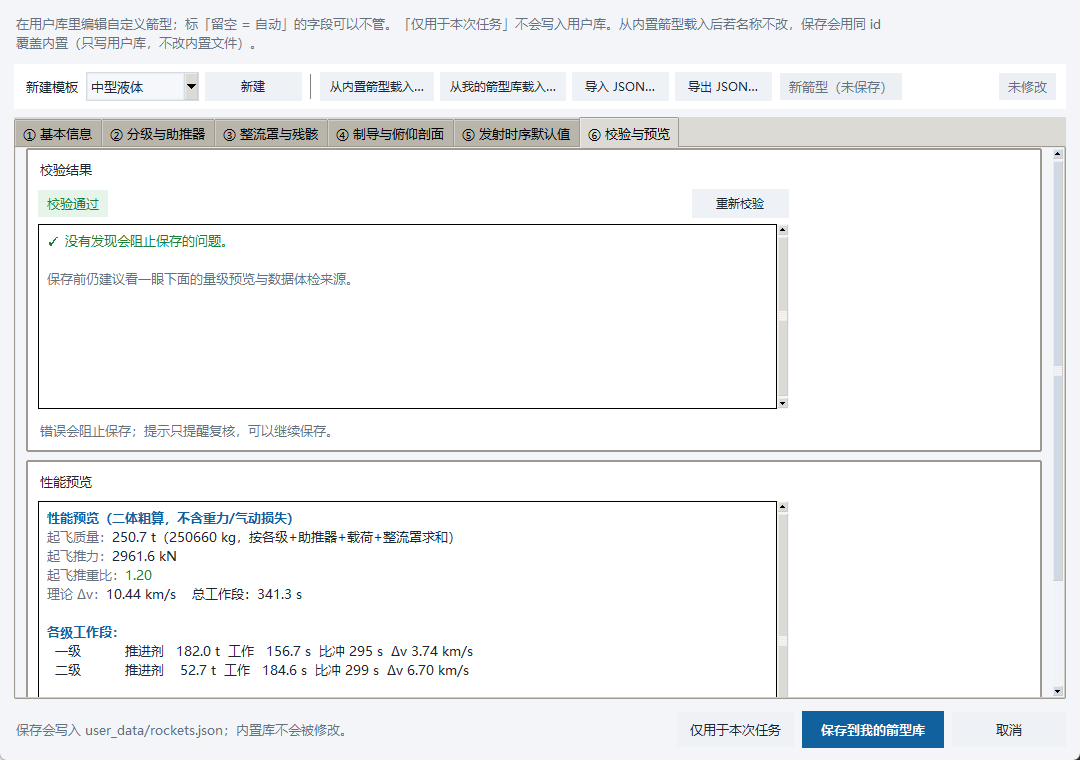 在用户库里编辑自定义箭型；标「留空 = 自动」的字段可以不管。「仅用于本次任务」不会写入用户库。从内置箭型载入后若名称不改，保存会用同 id
覆盖内置（只写用户库，不改内置文件）。
新建模板 中型液体 新建 从内置箭型载入... 从我的箭型库载入... 导入 JSON... 导出 JSON... 新箭型（未保存） 未修改
① 基本信息 ② 分级与助推器 ③ 整流罩与残骸 ④ 制导与俯仰剖面 ⑤ 发射时序默认值 ⑥ 校验与预览
校验结果
校验通过 重新校验
✓ 没有发现会阻止保存的问题。
保存前仍建议看一眼下面的量级预览与数据体检来源。
错误会阻止保存；提示只提醒复核，可以继续保存。
性能预览
性能预览（二体粗算，不含重力/气动损失）
起飞质量：250.7 t（250660 kg，按各级+助推器+载荷+整流罩求和）
起飞推力：2961.6 kN
起飞推重比：1.20
理论 Δv：10.44 km/s 总工作段：341.3 s
各级工作段：
一级 推进剂 182.0 t 工作 156.7 s 比冲 295 s Δv 3.74 km/s
二级 推进剂 52.7 t 工作 184.6 s 比冲 299 s Δv 6.70 km/s
保存会写入 user_data/rockets.json；内置库不会被修改。 仅用于本次任务 保存到我的箭型库 取消